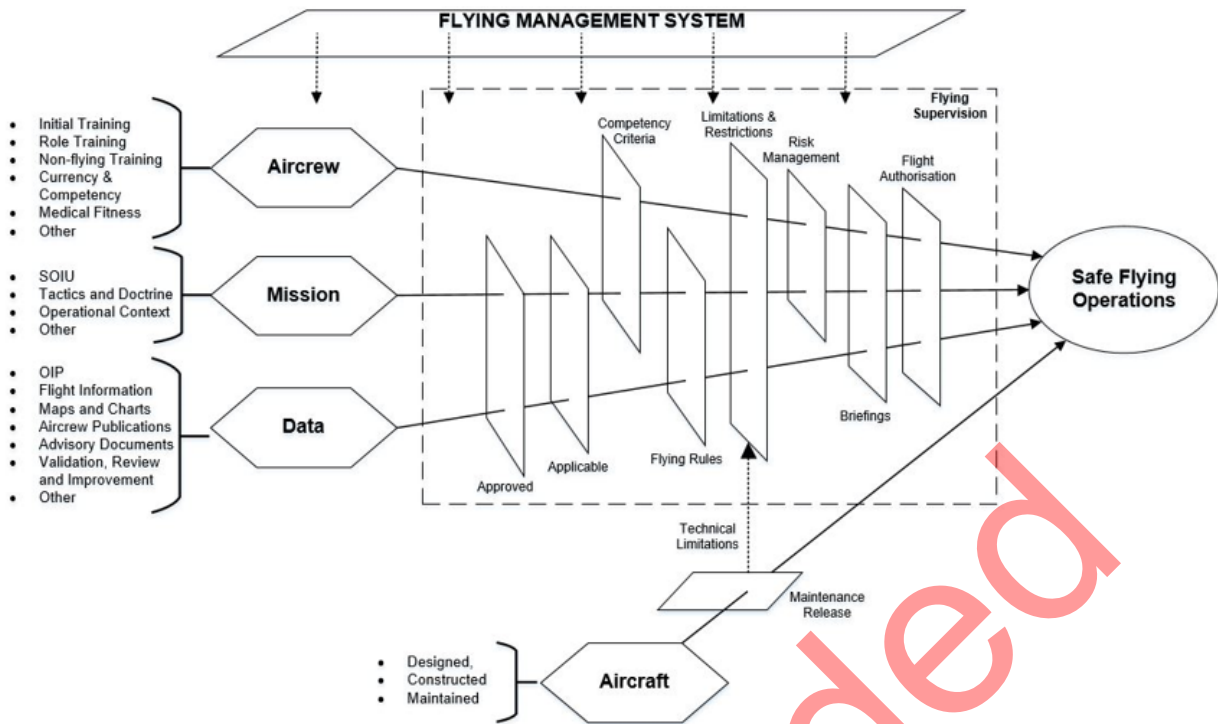 FLYING MANAGEMENT SYSTEM
Flying
Supervision
Initial Training
Role Training
Non-flying Training
Currency &
Competency
Medical Fitness
Other
Aircrew
Competency
Criteria
Limitations &
Restrictions
Risk
Management
Flight
Authorisation
SOIU
Tactics and Doctrine
Operational Context
Other
Mission
Safe Flying
Operations
OIP
Flight Information
Maps and Charts
Aircrew Publications
Advisory Documents
Validation, Review
and Improvement
Other
Data
Approved
Applicable
Flying Rules
Briefings
Technical
Limitations
Maintenance
Release
Designed,
Constructed
Maintained
Aircraft
ded